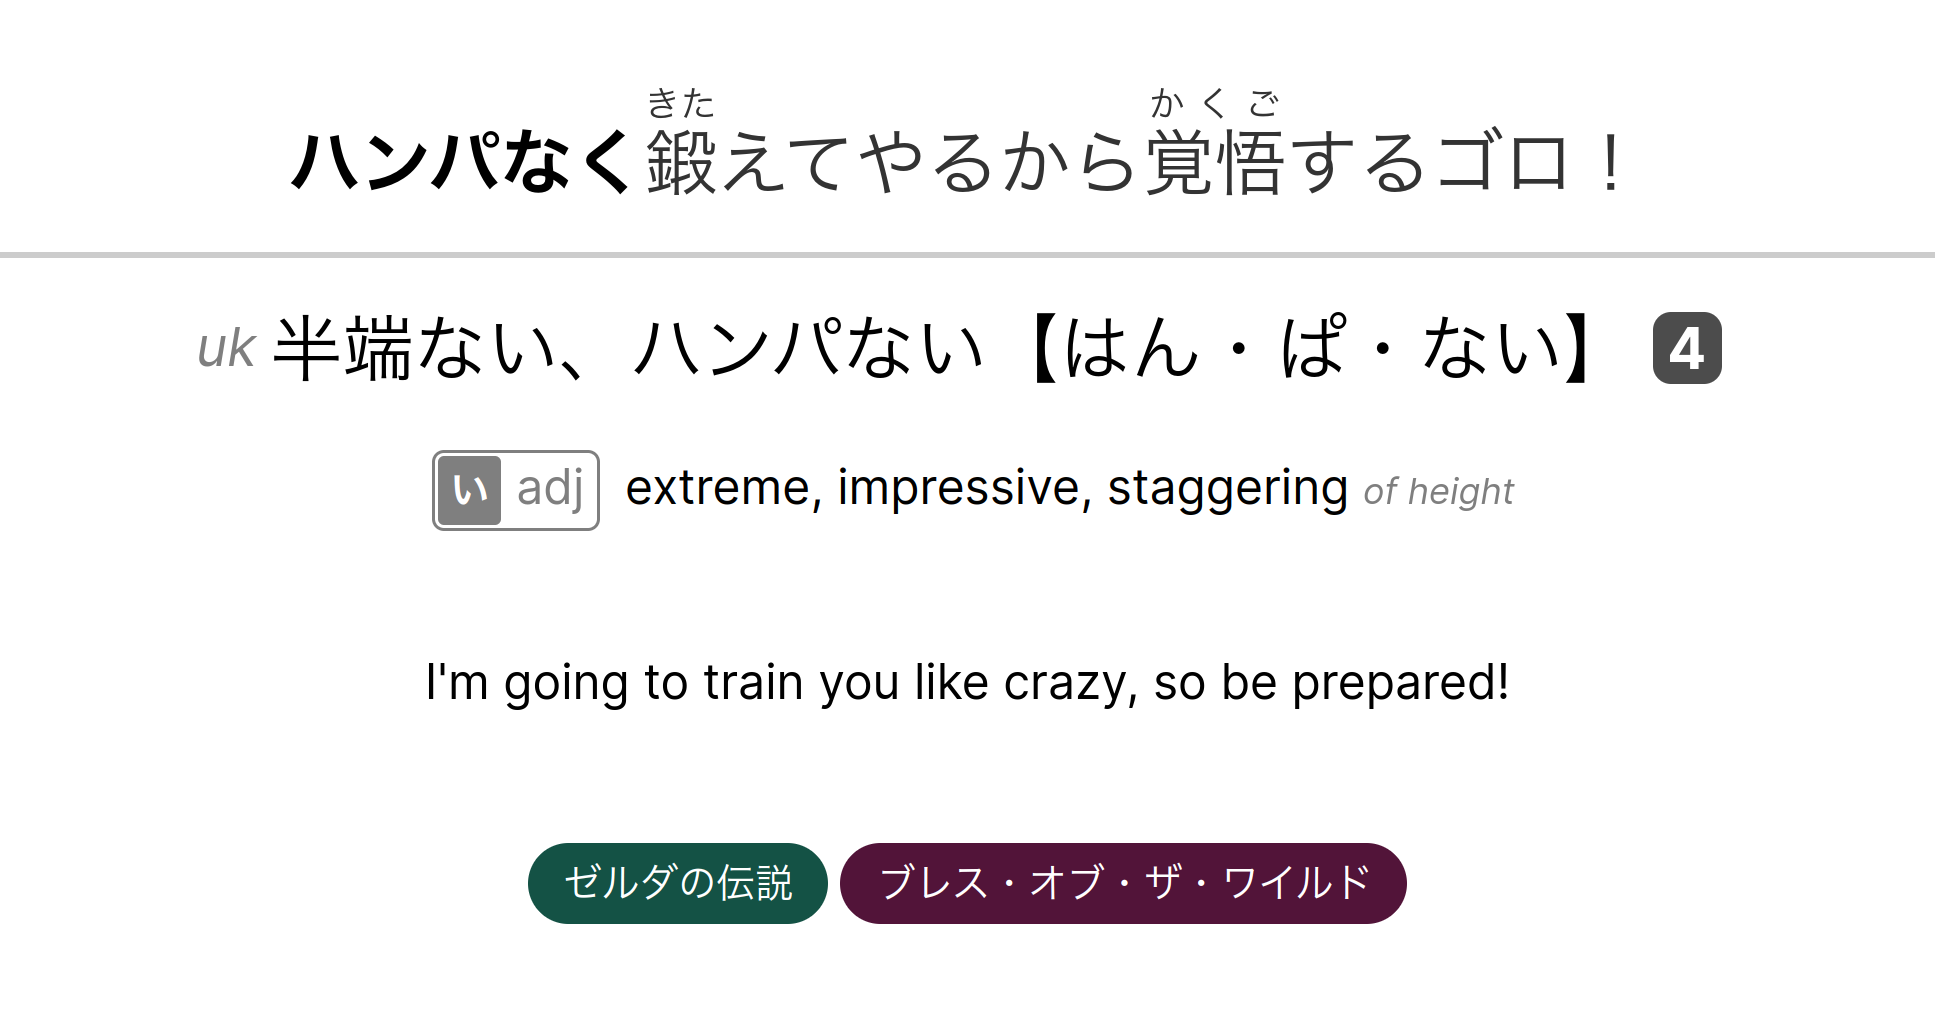 きた かくご
ハンパなく鍛えてやるから覚悟するゴロ！
uk 半端ない、ハンパない【はん・ぱ・ない】 4
い adj extreme, impressive, staggering of height
I'm going to train you like crazy, so be prepared!
ゼルダの伝説 ブレス・オブ・ザ・ワイルド